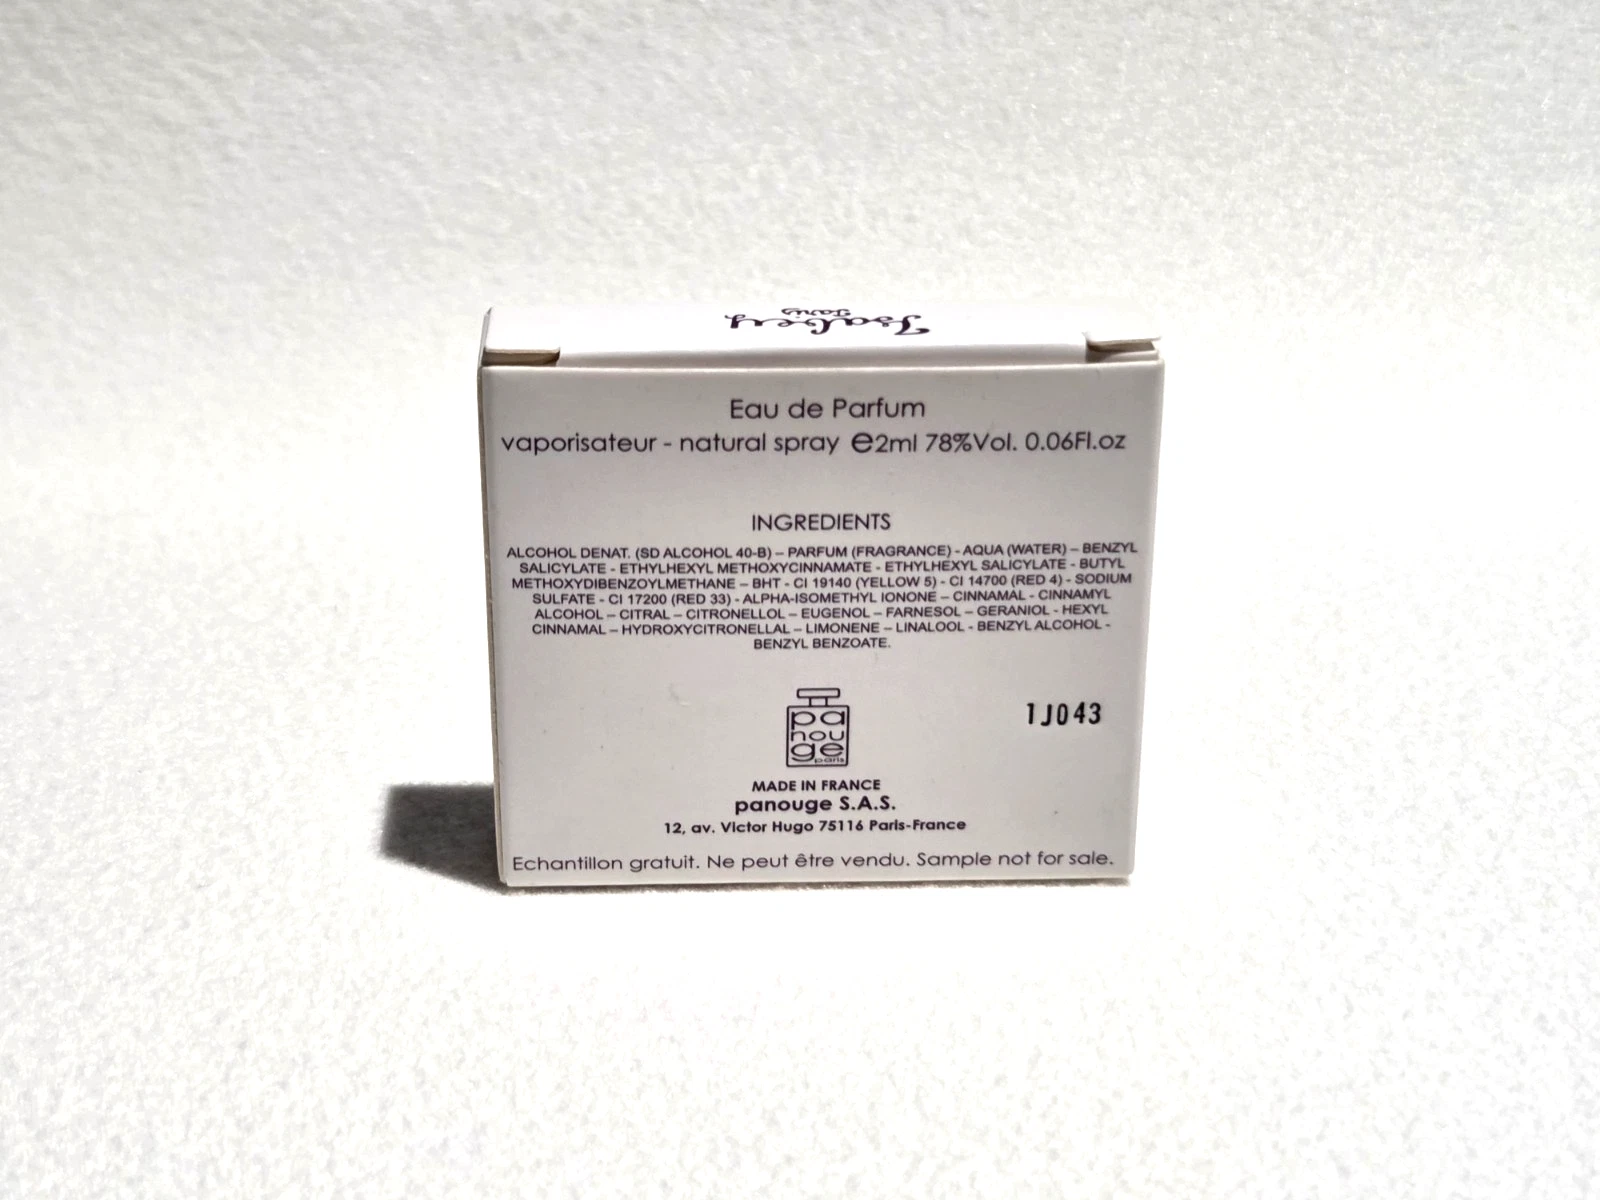 Isabey
Paris
Eau de Parfum
vaporisateur - natural spray e2ml 78%Vol. 0.06Fl.oz
INGREDIENTS
ALCOHOL DENAT. (SD ALCOHOL 40-B) – PARFUM (FRAGRANCE) - AQUA (WATER) – BENZYL
SALICYLATE - ETHYLHEXYL METHOXYCINNAMATE - ETHYLHEXYL SALICYLATE - BUTYL
METHOXYDIBENZOYLMETHANE – BHT - CI 19140 (YELLOW 5) - CI 14700 (RED 4) - SODIUM
SULFATE - CI 17200 (RED 33) - ALPHA-ISOMETHYL IONONE – CINNAMAL - CINNAMYL
ALCOHOL – CITRAL – CITRONELLOL – EUGENOL – FARNESOL – GERANIOL - HEXYL
CINNAMAL – HYDROXYCITRONELLAL – LIMONENE – LINALOOL - BENZYL ALCOHOL -
BENZYL BENZOATE.
pa
nou
ge
paris
1J043
MADE IN FRANCE
panouge S.A.S.
12, av. Victor Hugo 75116 Paris-France
Echantillon gratuit. Ne peut être vendu. Sample not for sale.